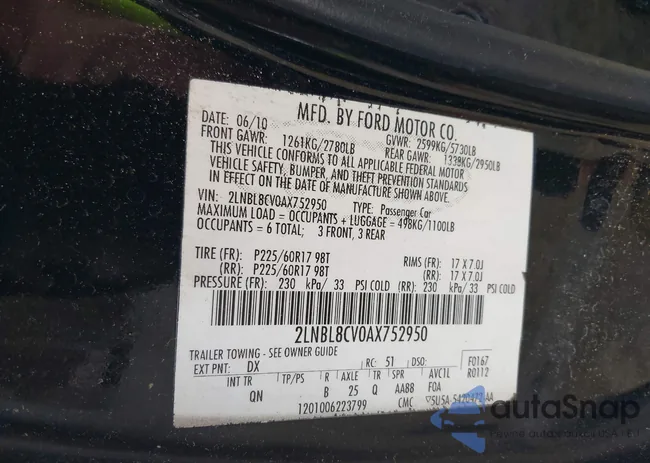 MFD. BY FORD MOTOR CO.
DATE: 06/10 GVWR: 2599KG/5730LB
FRONT GAWR: 1261KG/2780LB REAR GAWR: 1338KG/2950LB
THIS VEHICLE CONFORMS TO ALL APPLICABLE FEDERAL MOTOR
VEHICLE SAFETY, BUMPER, AND THEFT PREVENTION STANDARDS
IN EFFECT ON THE DATE OF MANUFACTURE SHOWN ABOVE.
VIN: 2LNBL8CV0AX752950 TYPE: Passenger Car
MAXIMUM LOAD = OCCUPANTS + LUGGAGE = 498KG/1100LB
OCCUPANTS = 6 TOTAL; 3 FRONT, 3 REAR
TIRE (FR): P225/60R17 98T RIMS (FR): 17 X 7.0J
(RR): P225/60R17 98T (RR): 17 X 7.0J
PRESSURE (FR): 230 kPa/ 33 PSI COLD (RR): 230 kPa/ 33 PSI COLD
2LNBL8CV0AX752950
TRAILER TOWING - SEE OWNER GUIDE
EXT PNT: DX RC: 51 DSO: F0167
R0112
INT TR TP/PS R AXLE TR SPR AVC1L
QN B 25 Q AA88 F0A
1201006223799 CMC
autoSnap